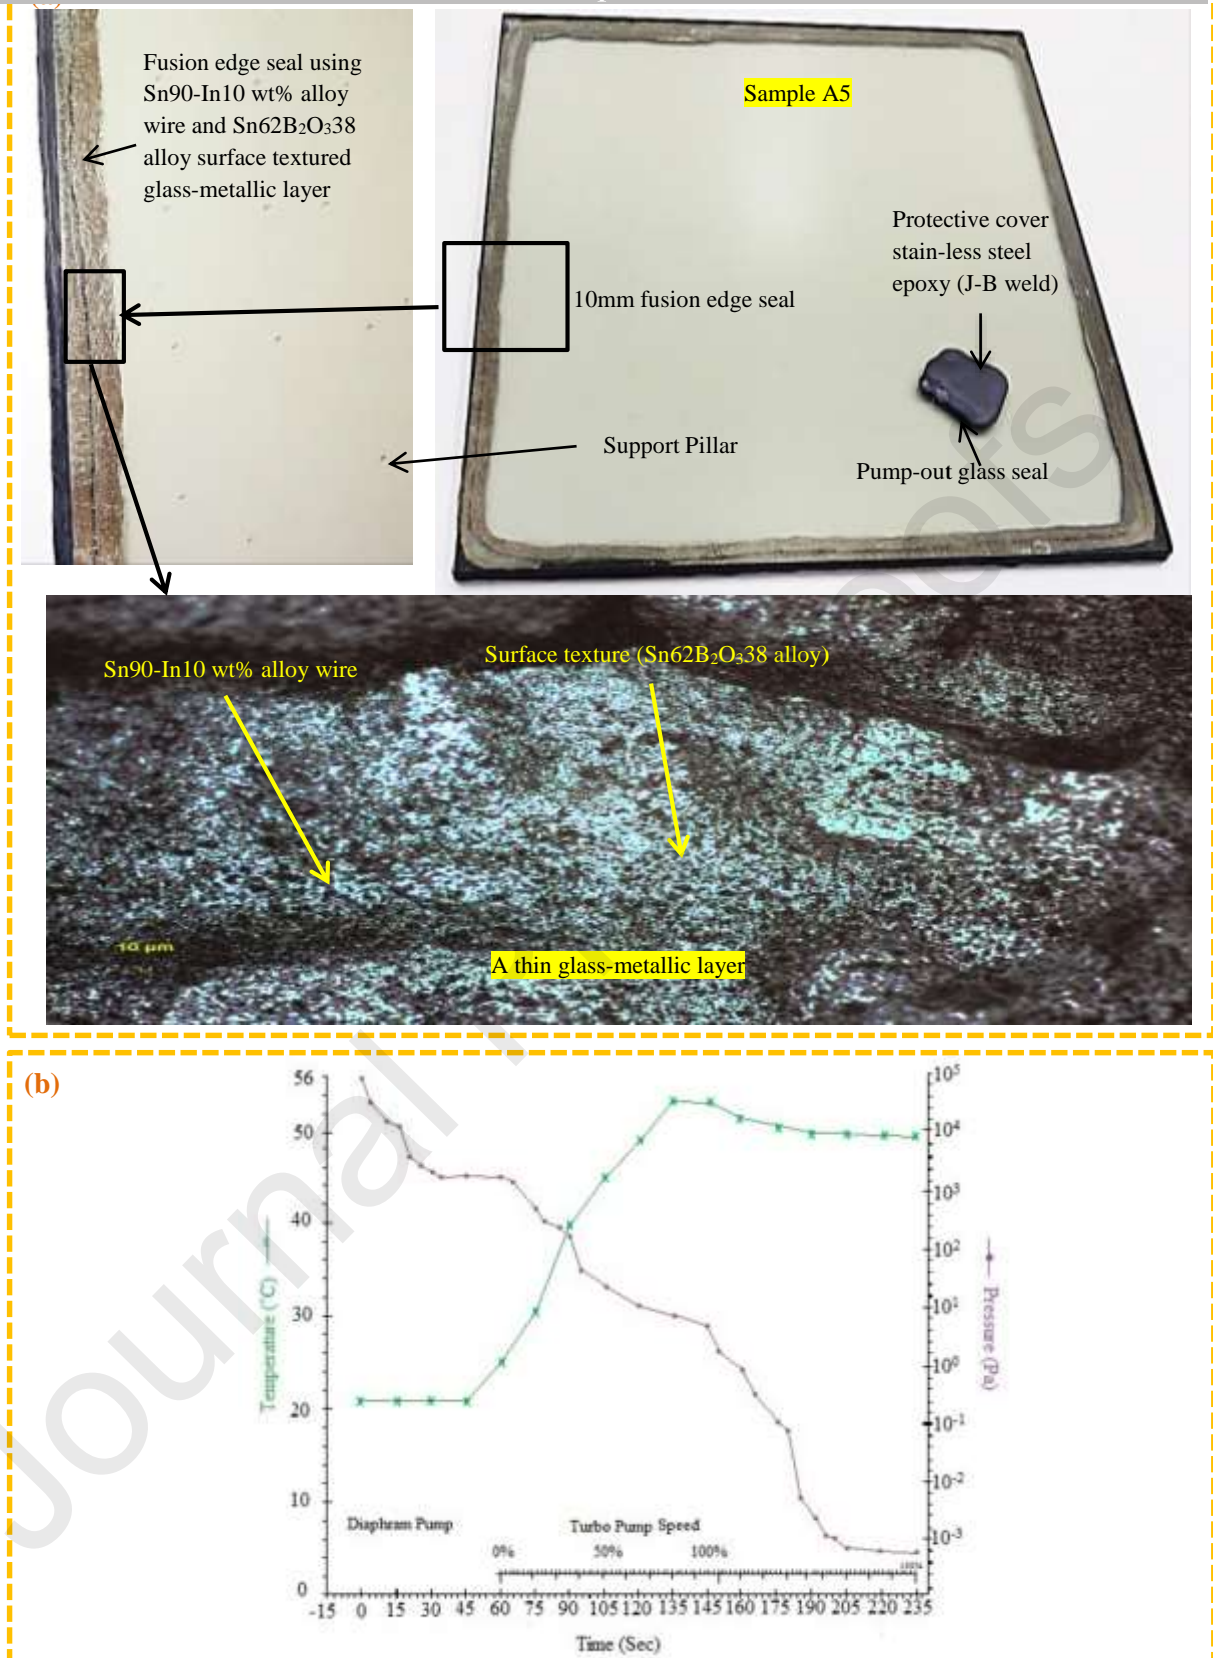 Fusion edge seal using
Sn90-In10 wt% alloy
wire and Sn62B₂O₃38
alloy surface textured
glass-metallic layer
Sample A5
Protective cover
stain-less steel
epoxy (J-B weld)
10mm fusion edge seal
Support Pillar
Pump-out glass seal
Sn90-In10 wt% alloy wire
Surface texture (Sn62B₂O₃38 alloy)
10 µm
A thin glass-metallic layer
(b)
56
50
40
30
20
10
0
Temperature (°C)
10⁵
10⁴
10³
10²
10¹
10⁰
10⁻¹
10⁻²
10⁻³
Pressure (Pa)
Diaphram Pump
Turbo Pump Speed
0% 50% 100%
100%
-15 0 15 30 45 60 75 90 105 120 135 145 160 175 190 205 220 235
Time (Sec)
Journal